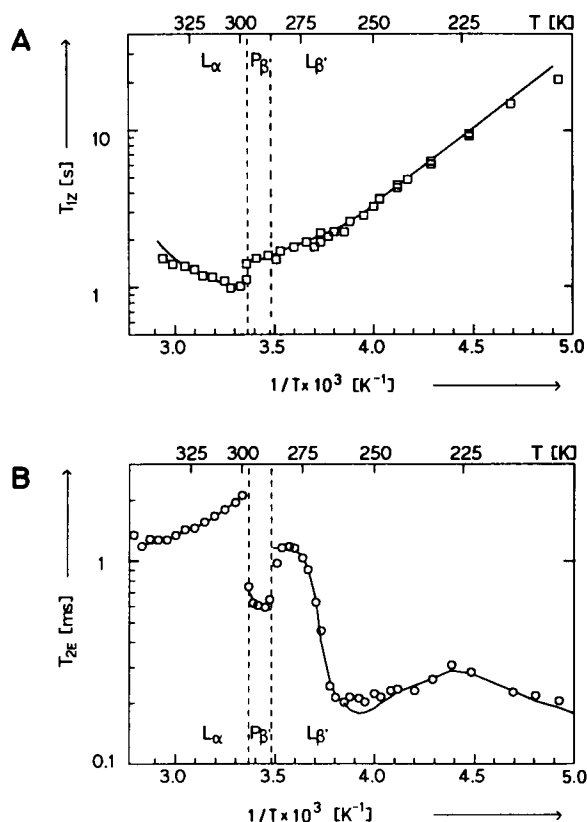 A
325 300 275 250 225 T [K]
Lα Pβ' Lβ'
10
T1Z [s]
1
3.0 3.5 4.0 4.5 5.0
1/T×10³ [K⁻¹]
B
325 300 275 250 225 T [K]
1
T2E [ms]
Lα Pβ' Lβ'
0.1
3.0 3.5 4.0 4.5 5.0
1/T×10³ [K⁻¹]